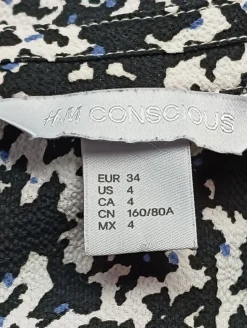 H&M CONSCIOUS
EUR 34
US 4
CA 4
CN 160/80A
MX 4